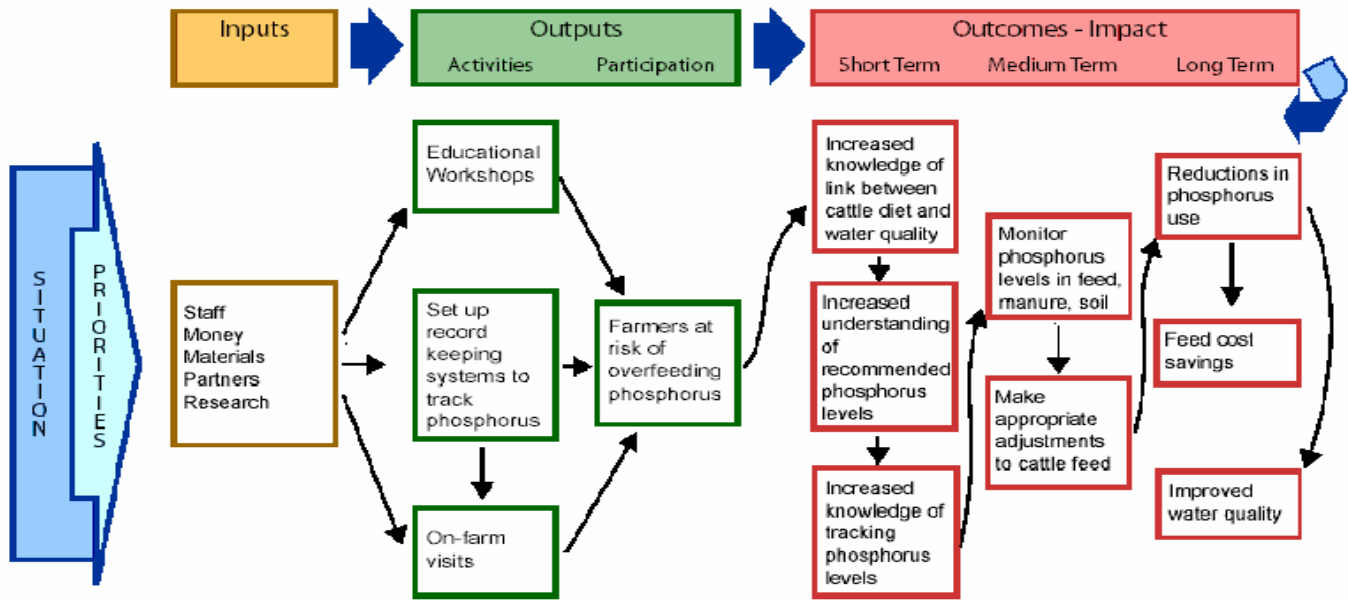 Inputs
Outputs
Activities
Participation
Outcomes - Impact
Short Term
Medium Term
Long Term
SITUATION
PRIORITIES
Staff
Money
Materials
Partners
Research
Educational
Workshops
Set up
record
keeping
systems to
track
phosphorus
On-farm
visits
Farmers at
risk of
overfeeding
phosphorus
Increased
knowledge of
link between
cattle diet and
water quality
Increased
understanding
of
recommended
phosphorus
levels
Increased
knowledge of
tracking
phosphorus
levels
Monitor
phosphorus
levels in feed,
manure, soil
Make
appropriate
adjustments
to cattle feed
Reductions in
phosphorus
use
Feed cost
savings
Improved
water quality